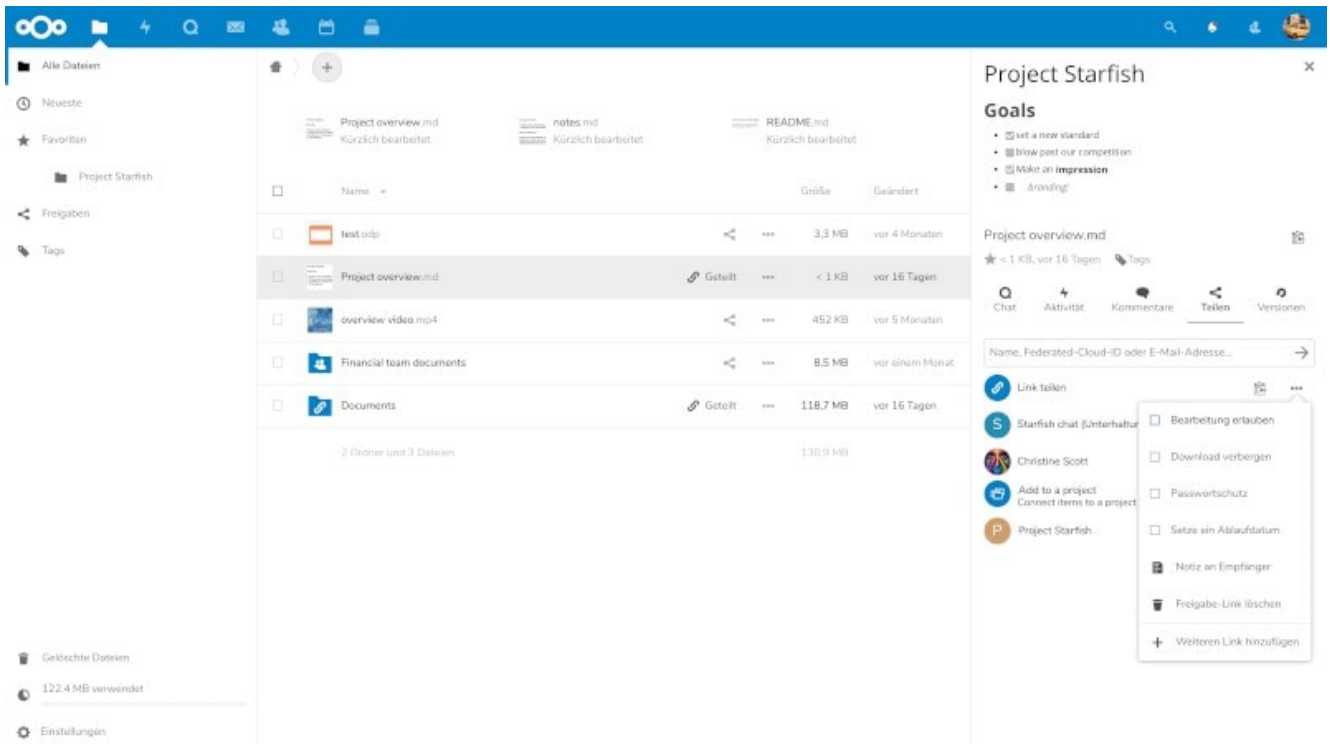 Alle Dateien
Neueste
Favoriten
Project Starfish
Freigaben
Tags
Gelöschte Dateien
122,4 MB verwendet
Einstellungen
Project overview.md
Kürzlich bearbeitet
notes.md
Kürzlich bearbeitet
README.md
Kürzlich bearbeitet
Name Größe Geändert
test.odp 3,3 MB vor 4 Monaten
Project overview.md Geteilt < 1 KB vor 16 Tagen
overview video.mp4 452 KB vor 5 Monaten
Financial team documents 8,5 MB vor einem Monat
Documents Geteilt 118,7 MB vor 16 Tagen
2 Ordner und 3 Dateien 130,9 MB
Project Starfish
Goals
set a new standard
blow past our competition
Make an impression
branding!
Project overview.md
< 1 KB, vor 16 Tagen Tags
Chat Aktivität Kommentare Teilen Versionen
Name, Federated-Cloud-ID oder E-Mail-Adresse...
Link teilen
S Starfish chat (Unterhaltur
Christine Scott
Add to a project
Connect items to a project
P Project Starfish
Bearbeitung erlauben
Download verbergen
Passwortschutz
Setze ein Ablaufdatum
Notiz an Empfänger
Freigabe-Link löschen
Weiteren Link hinzufügen